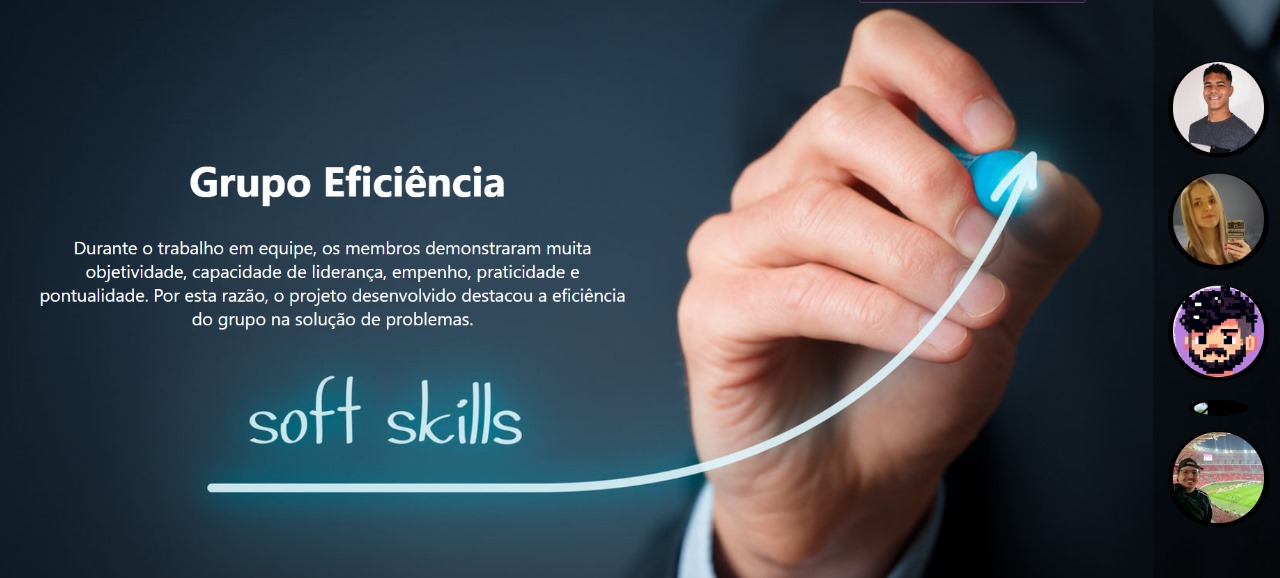 Grupo Eficiência
Durante o trabalho em equipe, os membros demonstraram muita
objetividade, capacidade de liderança, empenho, praticidade e
pontualidade. Por esta razão, o projeto desenvolvido destacou a eficiência
do grupo na solução de problemas.
soft skills